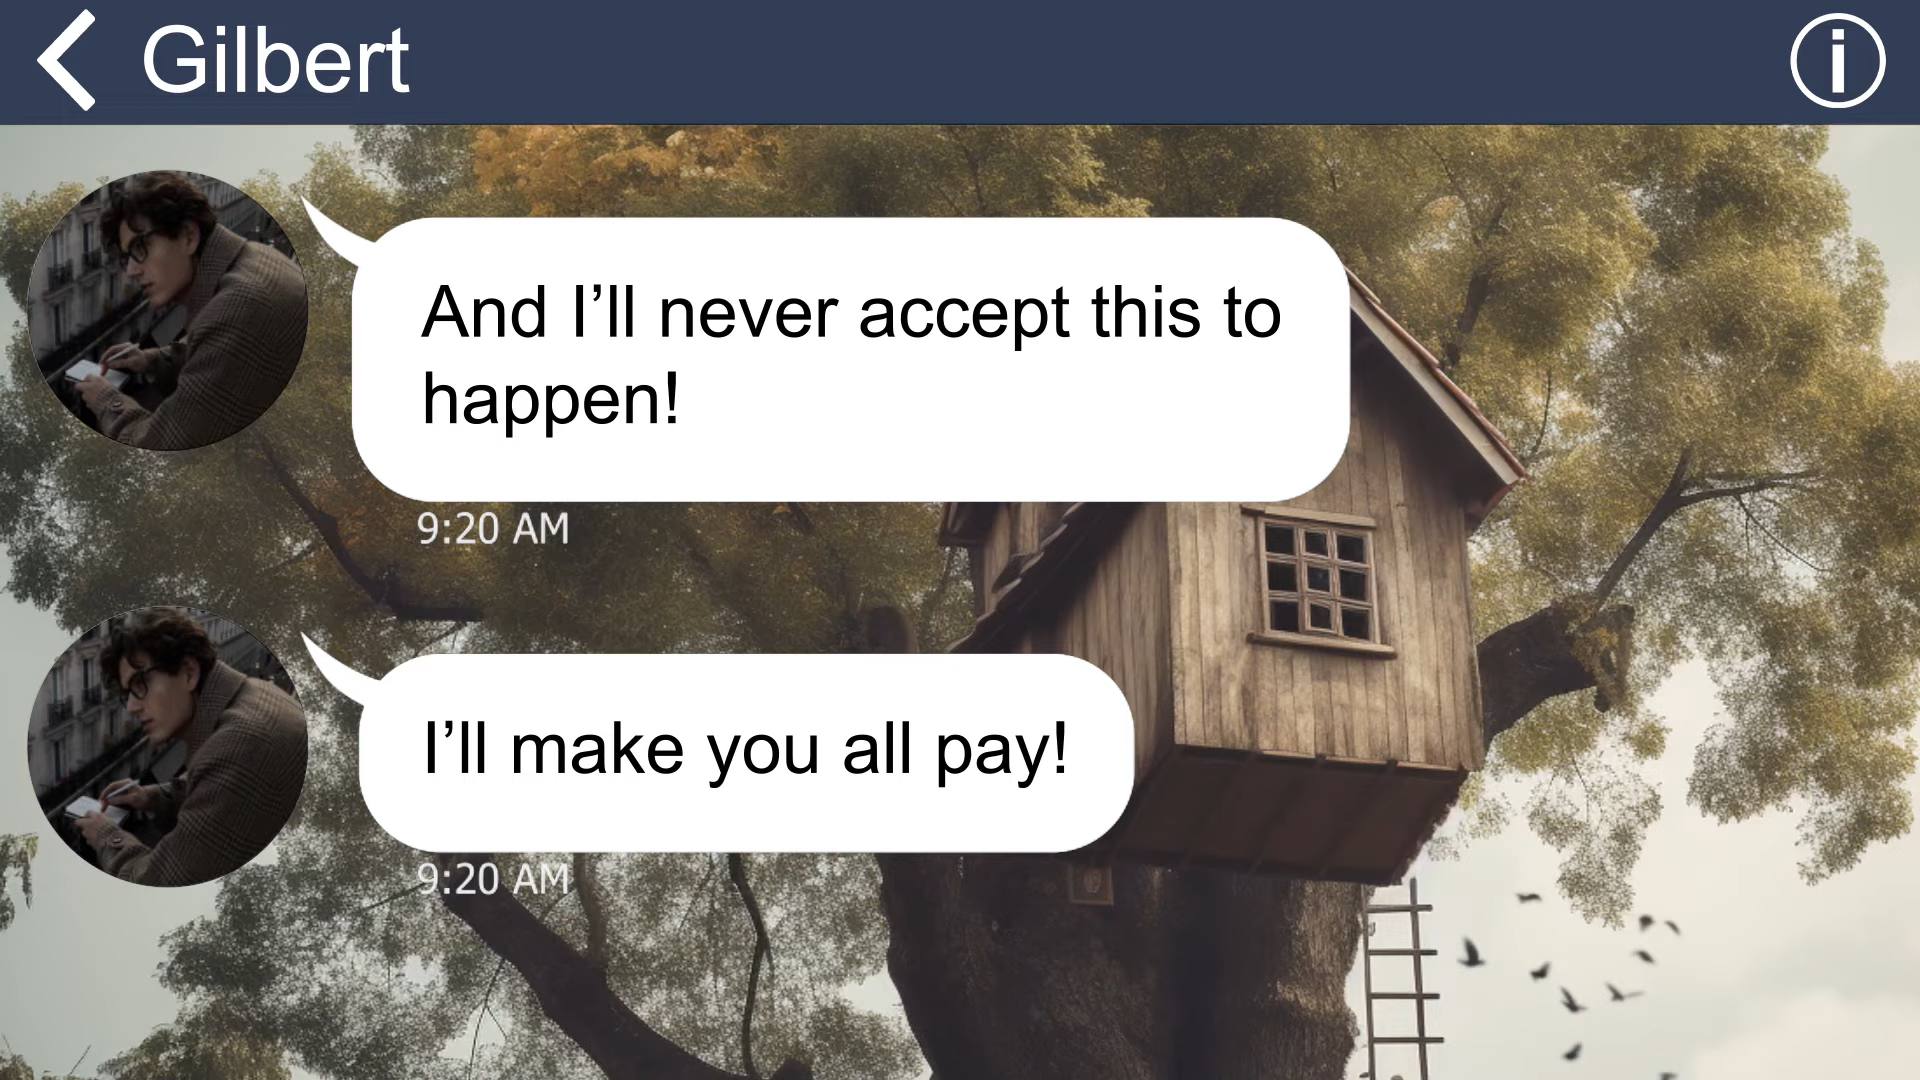 Gilbert
And I’ll never accept this to
happen!
9:20 AM
I’ll make you all pay!
9:20 AM